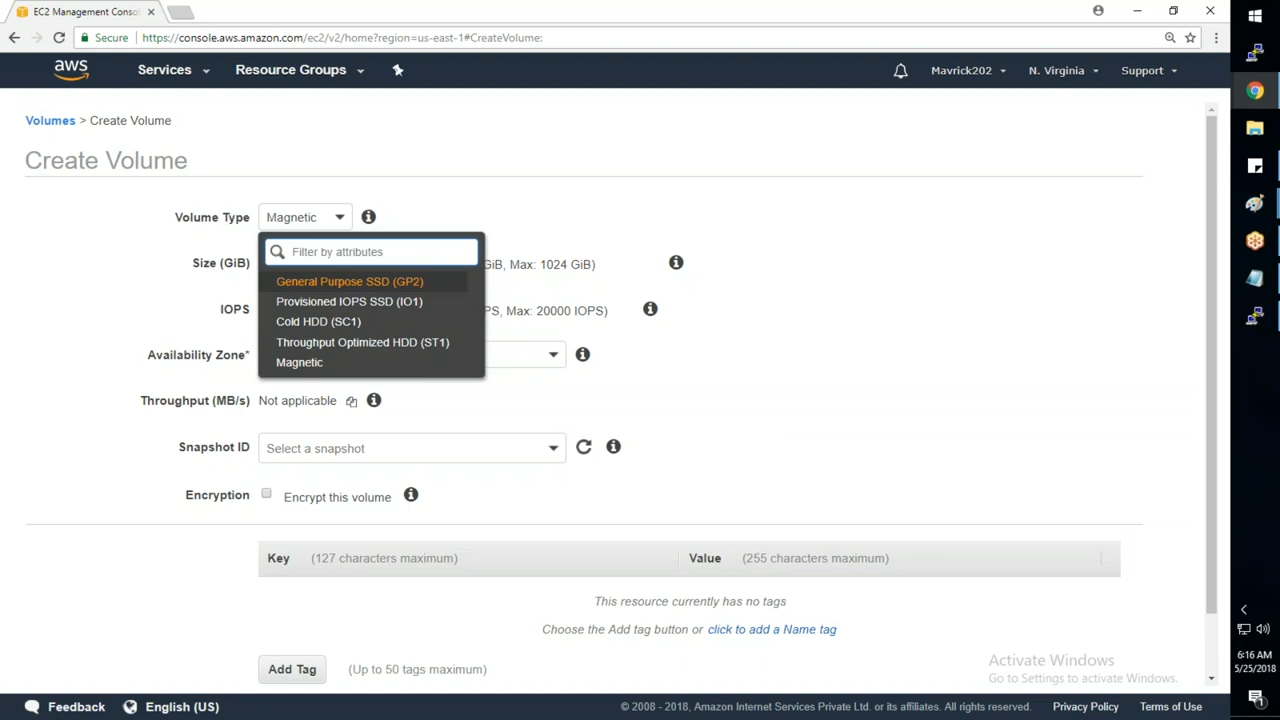 EC2 Management Conso
Secure
https://console.aws.amazon.com/ec2/v2/home?region=us-east-1#CreateVolume:
aws
Services
Resource Groups
Mavrick202
N. Virginia
Support
Volumes > Create Volume
Create Volume
Volume Type
Magnetic
Filter by attributes
General Purpose SSD (GP2)
Provisioned IOPS SSD (IO1)
Cold HDD (SC1)
Throughput Optimized HDD (ST1)
Magnetic
Size (GiB)
GiB, Max: 1024 GiB)
IOPS
PS, Max: 20000 IOPS)
Availability Zone*
Throughput (MB/s)
Not applicable
Snapshot ID
Select a snapshot
Encryption
Encrypt this volume
Key (127 characters maximum)
Value (255 characters maximum)
This resource currently has no tags
Choose the Add tag button or click to add a Name tag
Add Tag
(Up to 50 tags maximum)
Activate Windows
Go to Settings to activate Windows.
Feedback
English (US)
© 2008 - 2018, Amazon Internet Services Private Ltd. or its affiliates. All rights reserved.
Privacy Policy
Terms of Use
6:16 AM
5/25/2018
1